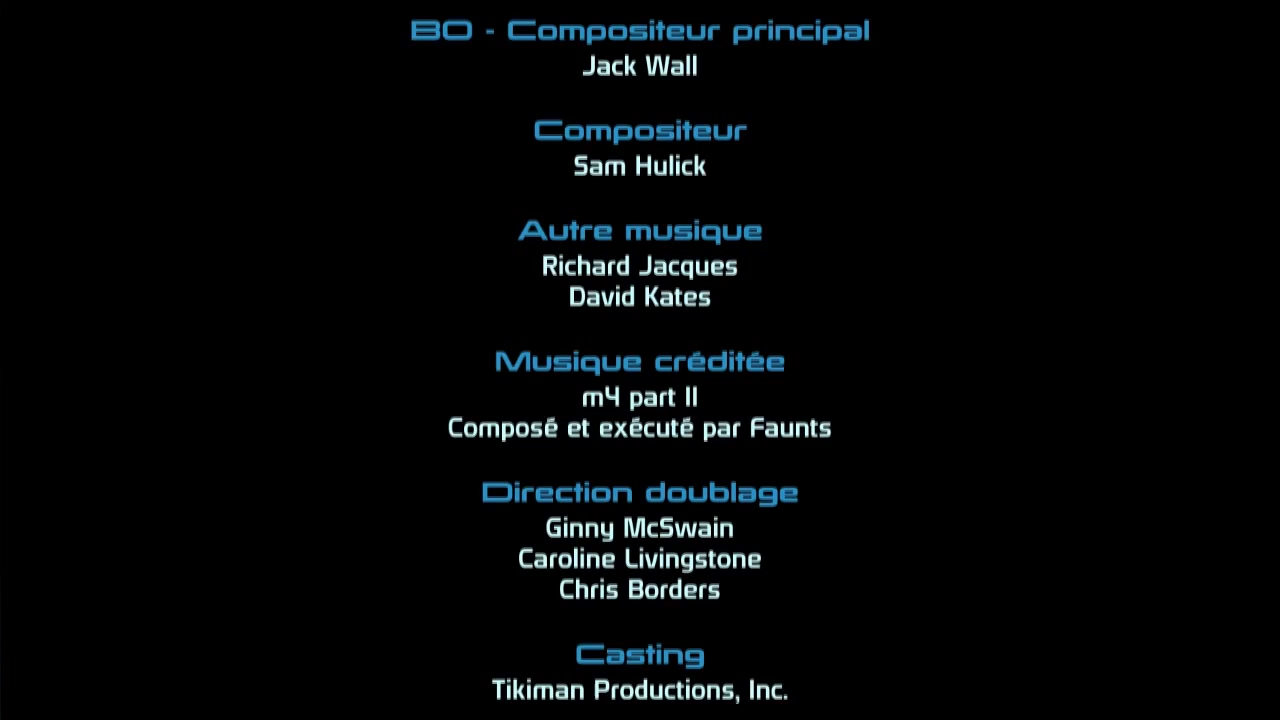 BO - Compositeur principal
Jack Wall
Compositeur
Sam Hulick
Autre musique
Richard Jacques
David Kates
Musique créditée
m4 part II
Composé et exécuté par Faunts
Direction doublage
Ginny McSwain
Caroline Livingstone
Chris Borders
Casting
Tikiman Productions, Inc.